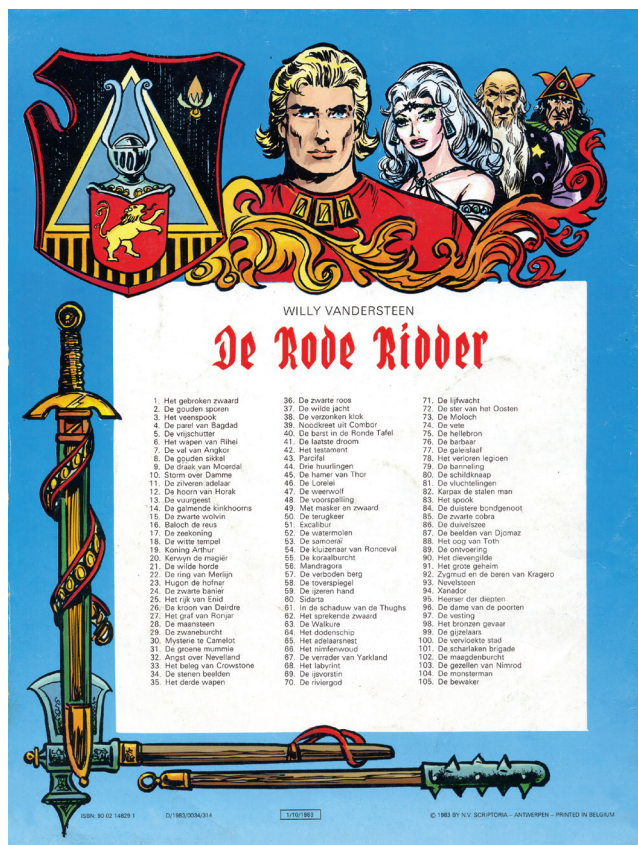 WILLY VANDERSTEEN
De Rode Ridder
1. Het gebroken zwaard
2. De gouden sporen
3. Het veenspook
4. De parel van Bagdad
5. De vrijschutter
6. Het wapen van Rihei
7. De val van Angkor
8. De gouden sikkel
9. De draak van Moerdal
10. Storm over Damme
11. De zilveren adelaar
12. De hoorn van Horak
13. De vuurgeest
14. De galmende kinkhoorns
15. De zwarte wolvin
16. Baloch de reus
17. De zeekoning
18. De witte tempel
19. Koning Arthur
20. Kerwyn de magiër
21. De wilde horde
22. De ring van Merlijn
23. Hugon de hofnar
24. De zwarte banier
25. Het rijk van Enid
26. De kroon van Deirdre
27. Het graf van Ronjar
28. De maansteen
29. De zwaneburcht
30. Mysterie te Camelot
31. De groene mummie
32. Angst over Nevelland
33. Het beleg van Crowstone
34. De stenen beelden
35. Het derde wapen
36. De zwarte roos
37. De wilde jacht
38. De verzonken klok
39. Noodkreet uit Combor
40. De barst in de Ronde Tafel
41. De laatste droom
42. Het testament
43. Parcifal
44. Drie huurlingen
45. De hamer van Thor
46. De Lorelei
47. De weerwolf
48. De voorspelling
49. Met masker en zwaard
50. De terugkeer
51. Excalibur
52. De watermolen
53. De samoerai
54. De kluizenaar van Ronceval
55. De koraalburcht
56. Mandragora
57. De verboden berg
58. De toverspiegel
59. De ijzeren hand
60. Sidarta
61. In de schaduw van de Thughs
62. Het sprekende zwaard
63. De Walkure
64. Het dodenschip
65. Het adelaarsnest
66. Het nimfenwoud
67. De verrader van Yarkland
68. Het labyrint
69. De ijsvorstin
70. De riviergod
71. De lijfwacht
72. De ster van het Oosten
73. De Moloch
74. De vete
75. De hellebron
76. De barbaar
77. De galeislaaf
78. Het verloren legioen
79. De banneling
80. De schildknaap
81. De vluchtelingen
82. Karpax de stalen man
83. Het spook
84. De duistere bondgenoot
85. De zwarte cobra
86. De duivelszee
87. De beelden van Djomaz
88. Het oog van Toth
89. De ontvoering
90. Het dievengilde
91. Het grote geheim
92. Zygmud en de beren van Kragero
93. Nevelsteen
94. Xanador
95. Heerser der diepten
96. De dame van de poorten
97. De vesting
98. Het bronzen gevaar
99. De gijzelaars
100. De vervloekte stad
101. De scharlaken brigade
102. De maagdenburcht
103. De gezellen van Nimrod
104. De monsterman
105. De bewaker
ISBN: 90 02 14829 1
D/1983/0034/314
1/10/1983
© 1983 BY N.V. SCRIPTORIA – ANTWERPEN – PRINTED IN BELGIUM